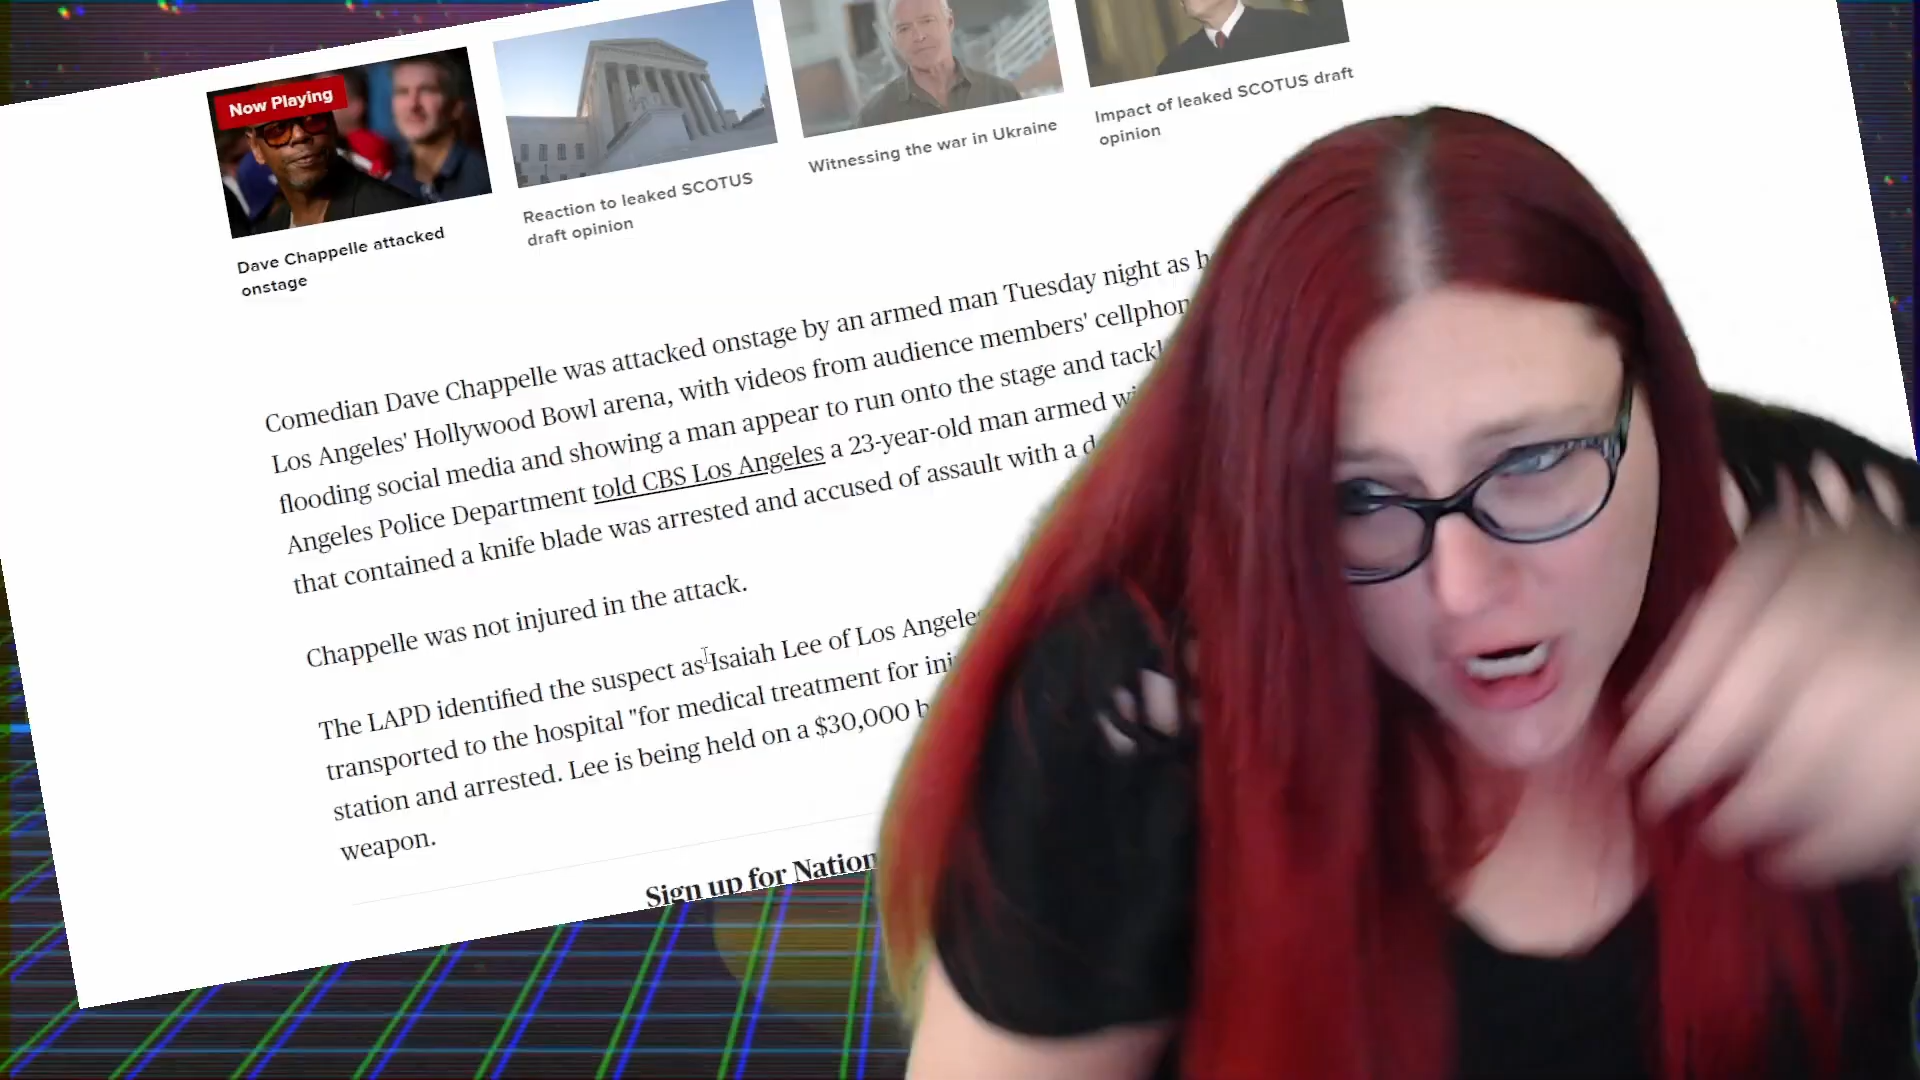 Now Playing
Dave Chappelle attacked
onstage
Reaction to leaked SCOTUS
draft opinion
Witnessing the war in Ukraine
Impact of leaked SCOTUS draft
opinion
Comedian Dave Chappelle was attacked onstage by an armed man Tuesday night as
Los Angeles' Hollywood Bowl arena, with videos from audience members'
flooding social media and showing a man appear to run onto the stage and
Angeles Police Department told CBS Los Angeles a 23-year-old man armed
that contained a knife blade was arrested and accused of assault with a
Chappelle was not injured in the attack.
The LAPD identified the suspect as Isaiah Lee of Los
transported to the hospital "for medical treatment for
station and arrested. Lee is being held on a $30,000
weapon.
Sign up for